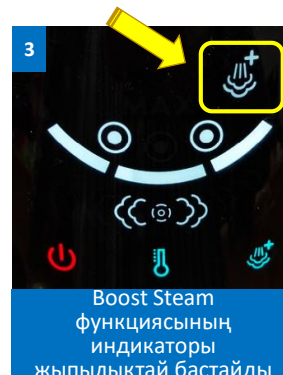 3
Boost Steam
функциясының
индикаторы
жыпылықтай бастайды